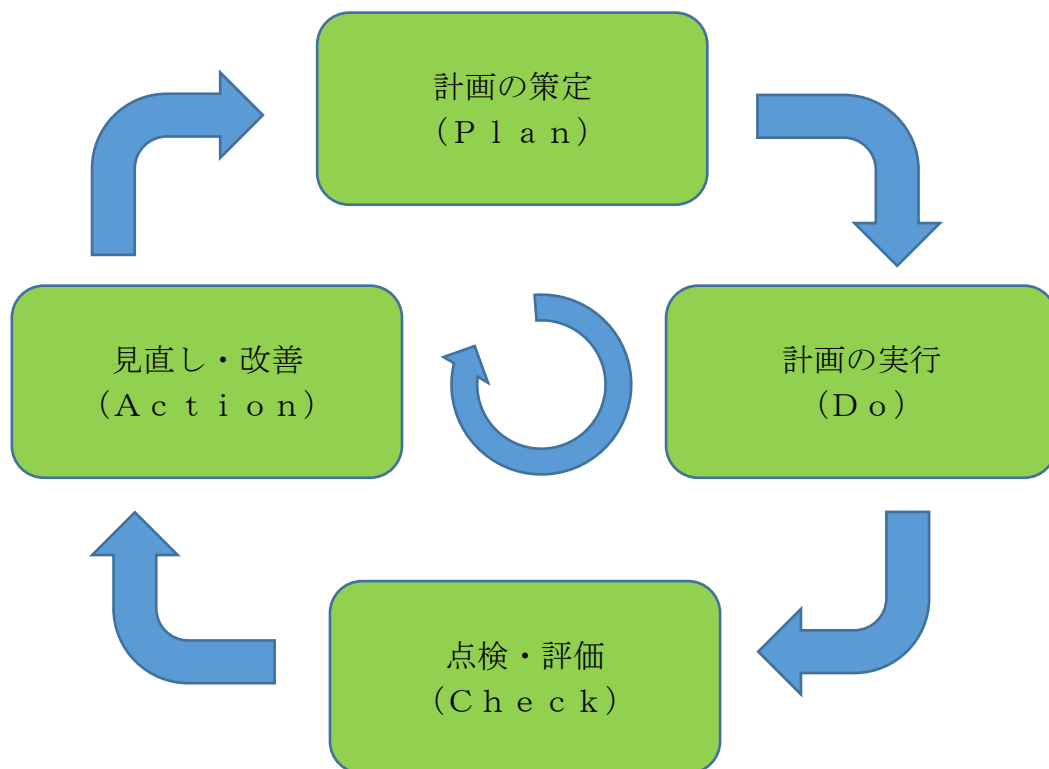 計画の策定
（Ｐｌａｎ）
見直し・改善
（Ａｃｔｉｏｎ）
計画の実行
（Ｄｏ）
点検・評価
（Ｃｈｅｃｋ）